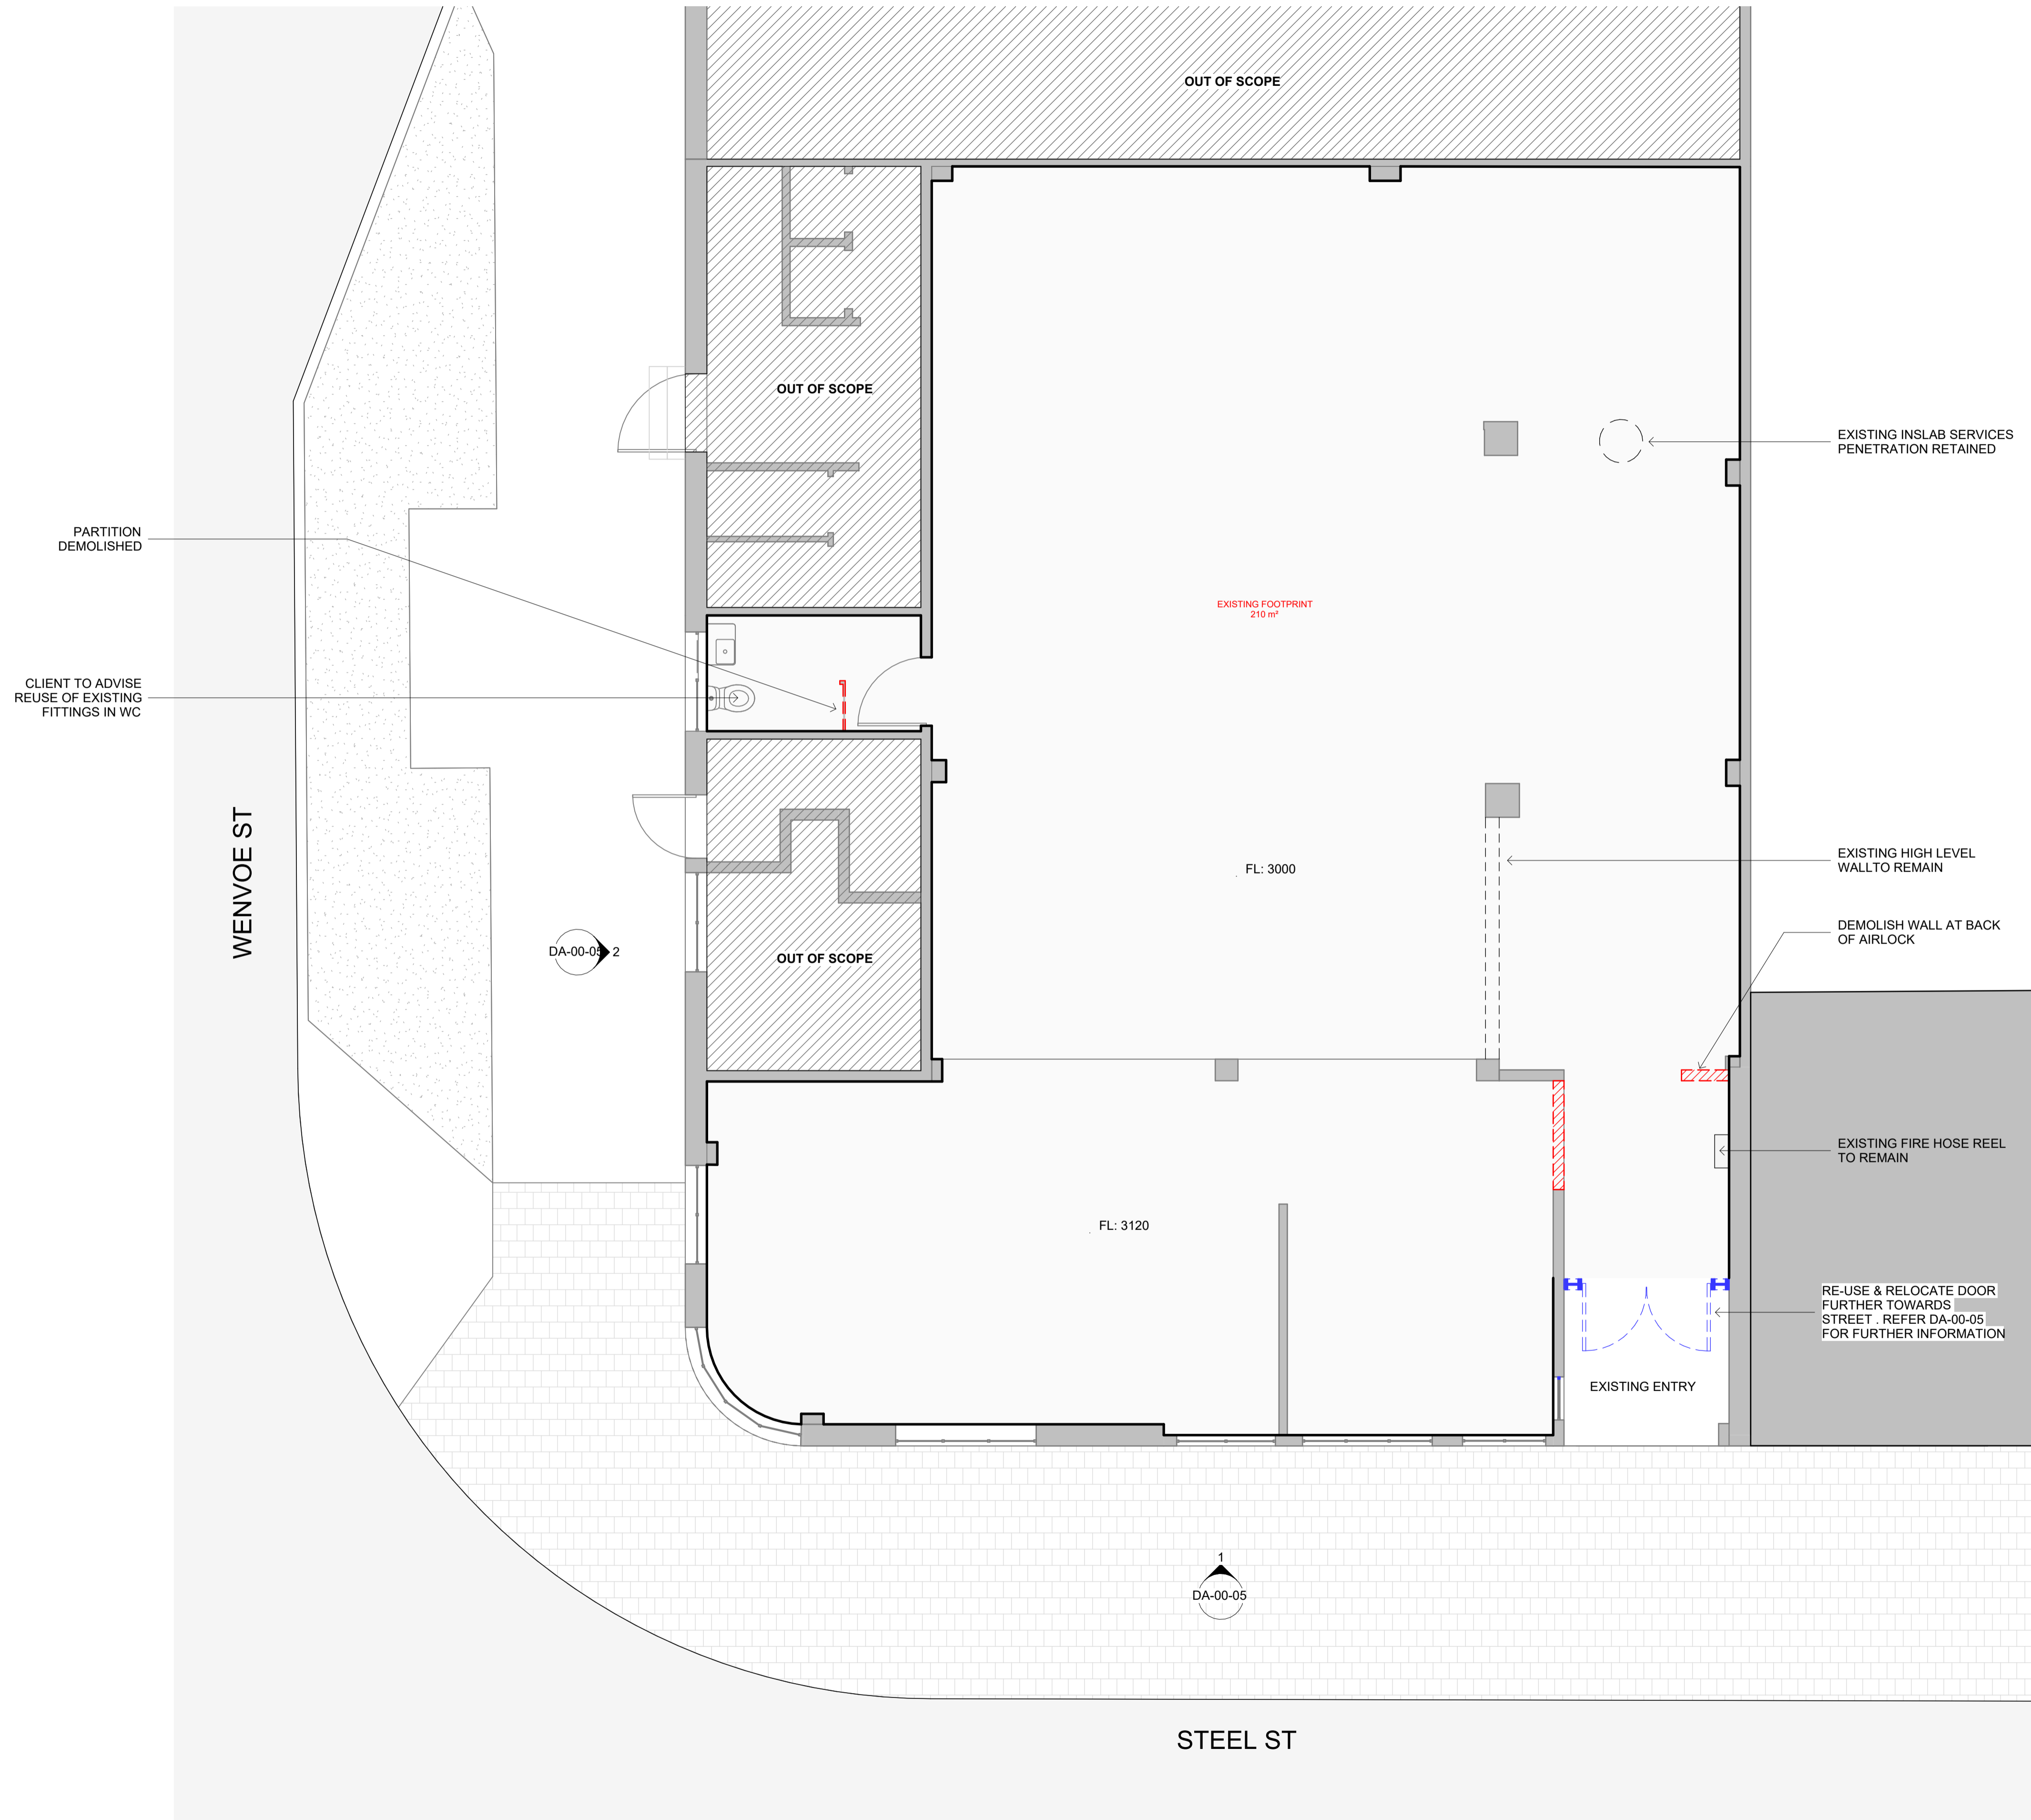 OUT OF SCOPE
OUT OF SCOPE
EXISTING INSLAB SERVICES
PENETRATION RETAINED
PARTITION
DEMOLISHED
EXISTING FOOTPRINT
210 m²
CLIENT TO ADVISE
REUSE OF EXISTING
FITTINGS IN WC
WENVOE ST
FL: 3000
EXISTING HIGH LEVEL
WALLTO REMAIN
DEMOLISH WALL AT BACK
OF AIRLOCK
DA-00-05
2
OUT OF SCOPE
EXISTING FIRE HOSE REEL
TO REMAIN
FL: 3120
RE-USE & RELOCATE DOOR
FURTHER TOWARDS
STREET . REFER DA-00-05
FOR FURTHER INFORMATION
EXISTING ENTRY
1
DA-00-05
STEEL ST